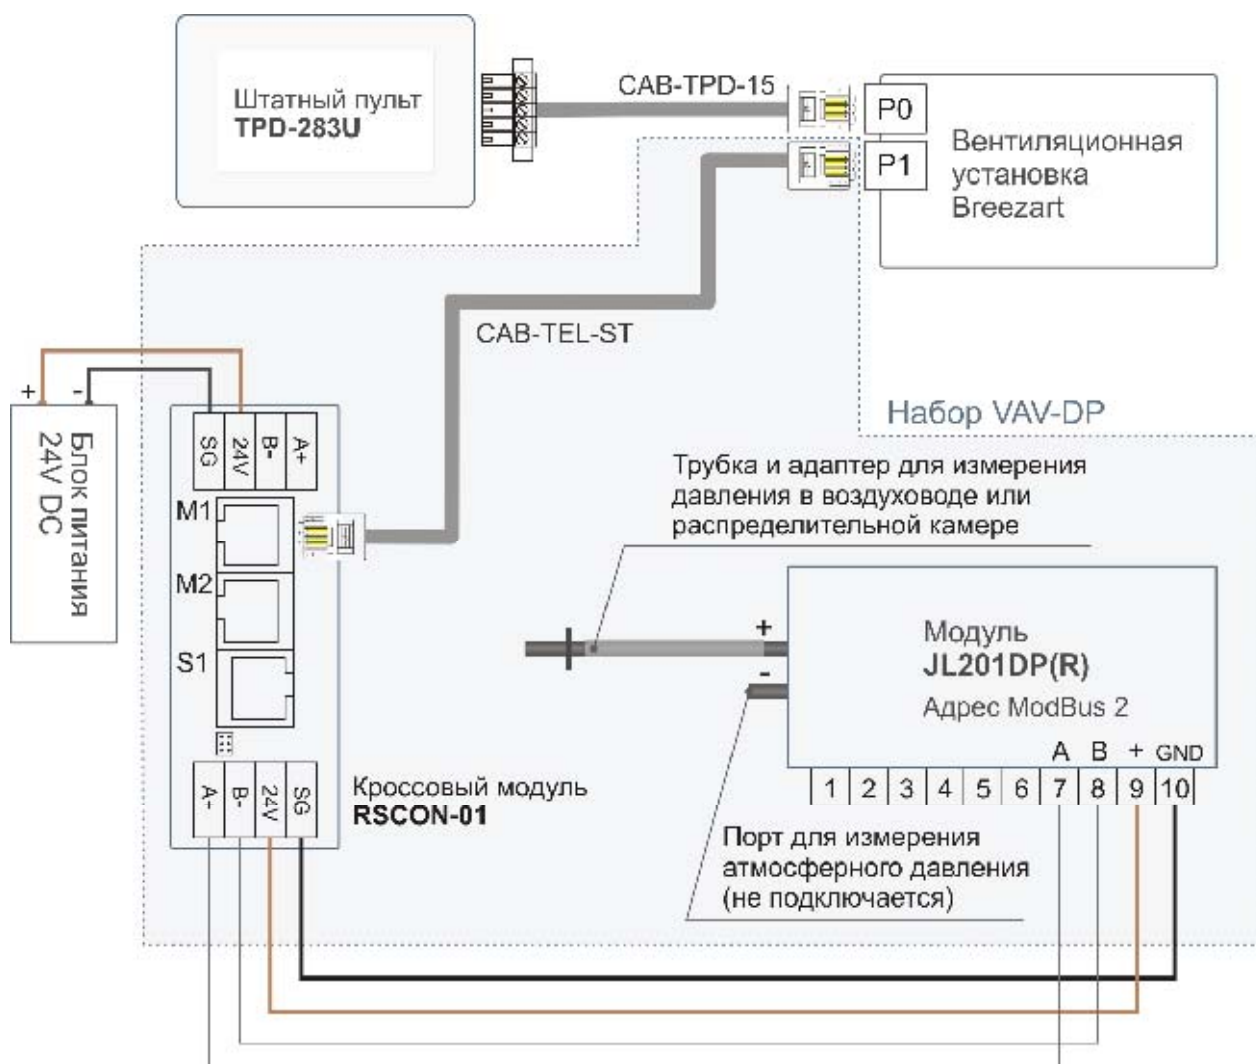 Штатный пульт
TPD-283U
CAB-TPD-15
P0
P1
Вентиляционная
установка
Breezart
CAB-TEL-ST
+ -
Блок питания
24V DC
SG 24V B- A+
M1
M2
S1
A+ B- 24V SG
Кроссовый модуль
RSCON-01
Набор VAV-DP
Трубка и адаптер для измерения
давления в воздуховоде или
распределительной камере
+
-
Модуль
JL201DP(R)
Адрес ModBus 2
A B + GND
1 2 3 4 5 6 7 8 9 10
Порт для измерения
атмосферного давления
(не подключается)